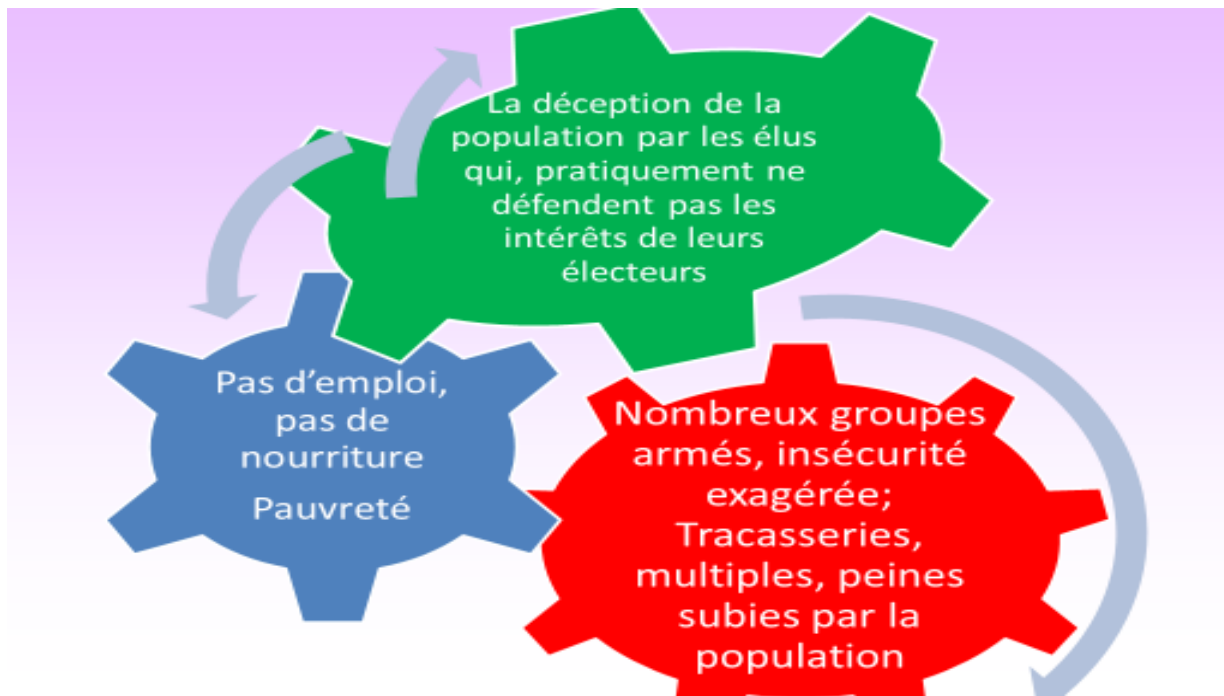 La déception de la
population par les élus
qui, pratiquement ne
défendent pas les
intérêts de leurs
électeurs
Pas d’emploi,
pas de
nourriture
Pauvreté
Nombreux groupes
armés, insécurité
exagérée;
Tracasseries,
multiples, peines
subies par la
population